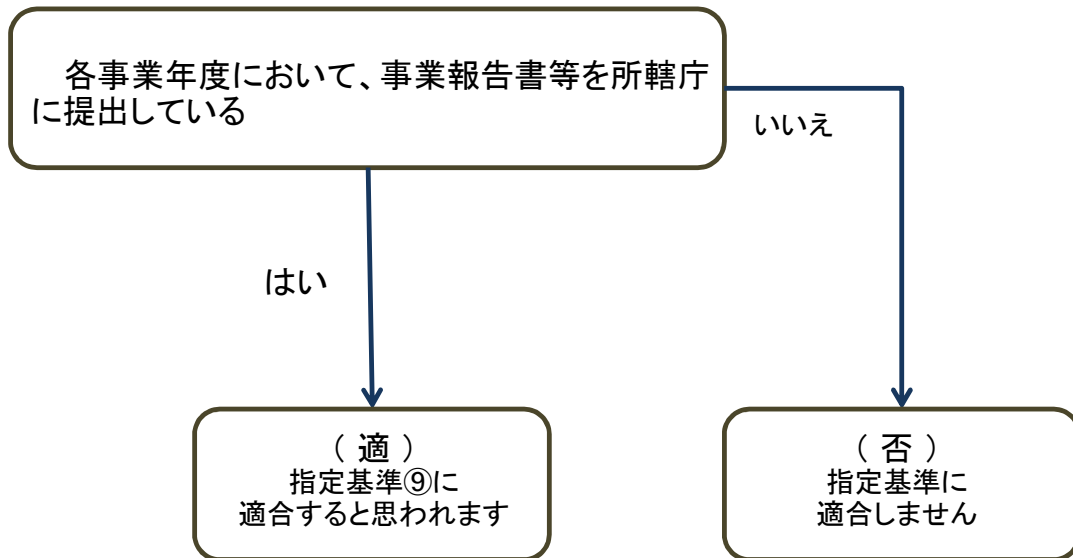 各事業年度において、事業報告書等を所轄庁
に提出している
いいえ
はい
( 適 )
指定基準⑨に
適合すると思われます
( 否 )
指定基準に
適合しません